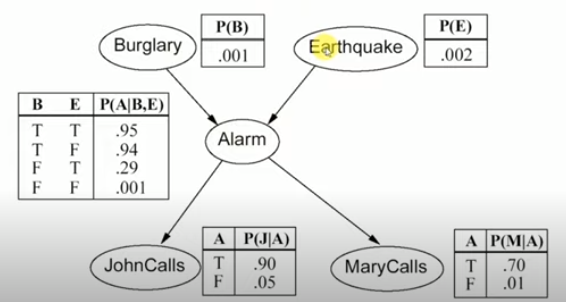 Burglary
P(B)
.001
Earthquake
P(E)
.002
B E P(A|B,E)
T T .95
T F .94
F T .29
F F .001
Alarm
JohnCalls
A P(J|A)
T .90
F .05
MaryCalls
A P(M|A)
T .70
F .01